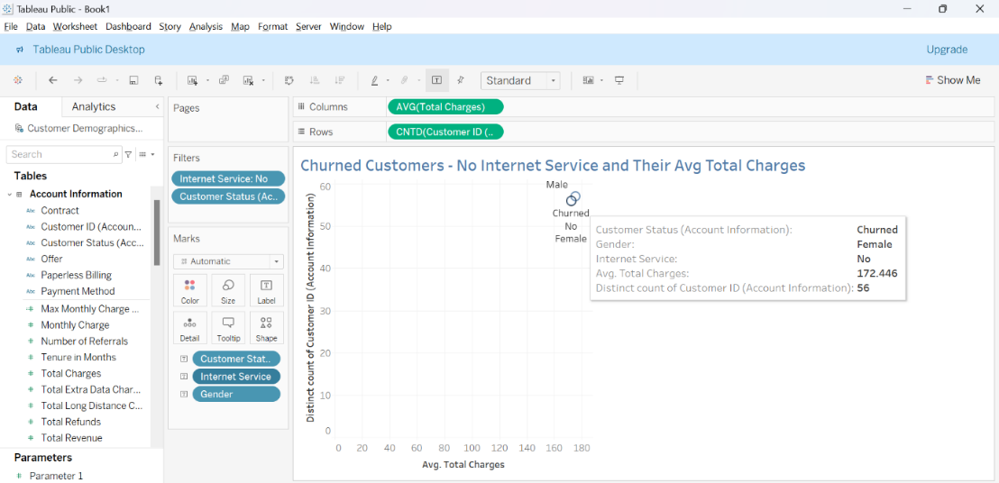 Tableau Public - Book1
File Data Worksheet Dashboard Story Analysis Map Format Server Window Help
Tableau Public Desktop Upgrade
Standard Show Me
Data Analytics
Customer Demographics...
Search
Tables
Account Information
Abc Contract
Abc Customer ID (Accoun...
Abc Customer Status (Acc...
Abc Offer
Abc Paperless Billing
Abc Payment Method
Max Monthly Charge ...
Monthly Charge
Number of Referrals
Tenure in Months
Total Charges
Total Extra Data Char...
Total Long Distance C...
Total Refunds
Total Revenue
Parameters
Parameter 1
Pages
Filters
Internet Service: No
Customer Status (Ac..
Marks
Automatic
Color Size Label
Detail Tooltip Shape
Customer Stat..
Internet Service
Gender
Columns AVG(Total Charges)
Rows CNTD(Customer ID (..
Churned Customers - No Internet Service and Their Avg Total Charges
Distinct count of Customer ID (Account Information)
60
50
40
30
20
10
0
Male
Churned
No
Female
Customer Status (Account Information): Churned
Gender: Female
Internet Service: No
Avg. Total Charges: 172.446
Distinct count of Customer ID (Account Information): 56
0 20 40 60 80 100 120 140 160 180
Avg. Total Charges